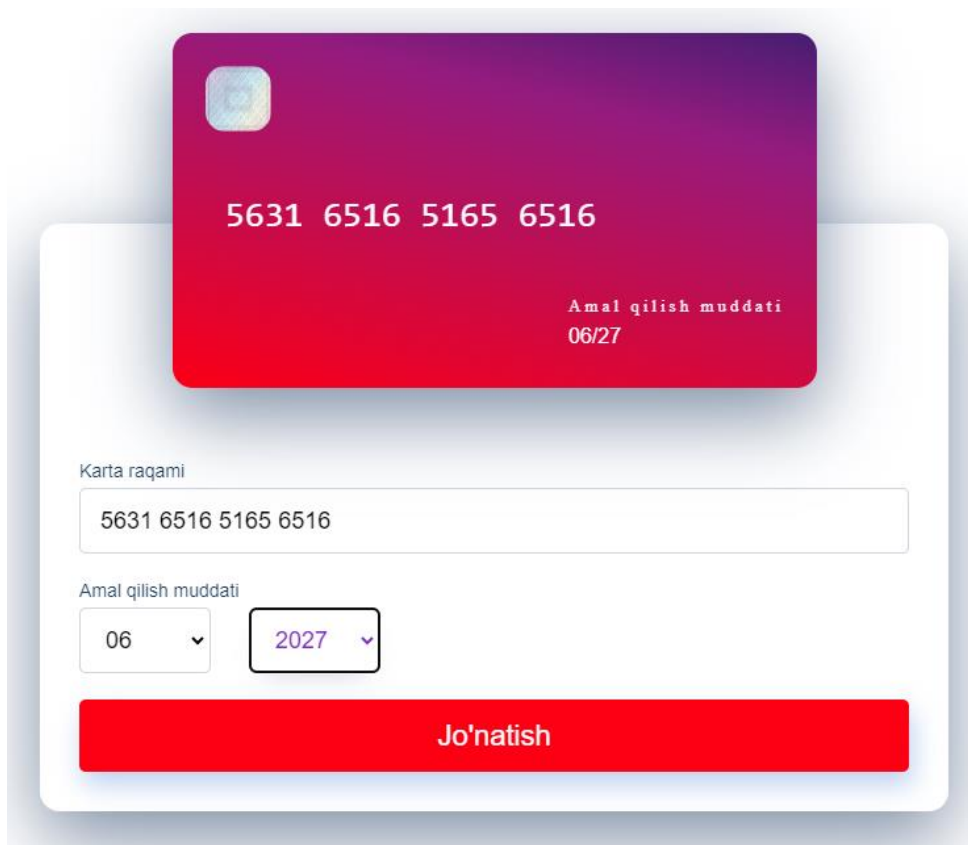 5631 6516 5165 6516
Amal qilish muddati
06/27
Karta raqami
5631 6516 5165 6516
Amal qilish muddati
06 2027
Jo'natish